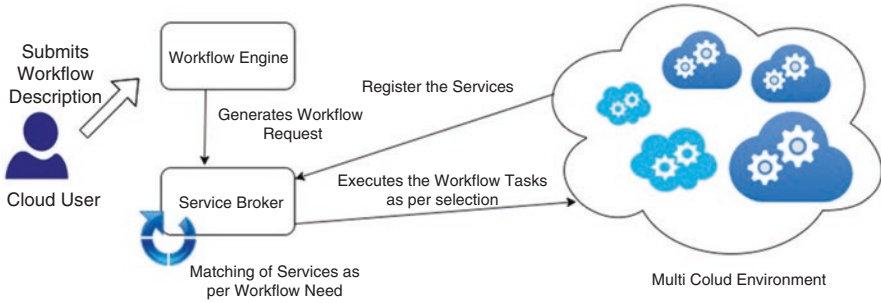 Submits
Workflow
Description
Cloud User
Workflow Engine
Generates Workflow
Request
Service Broker
Matching of Services as
per Workflow Need
Register the Services
Executes the Workflow Tasks
as per selection
Multi Colud Environment